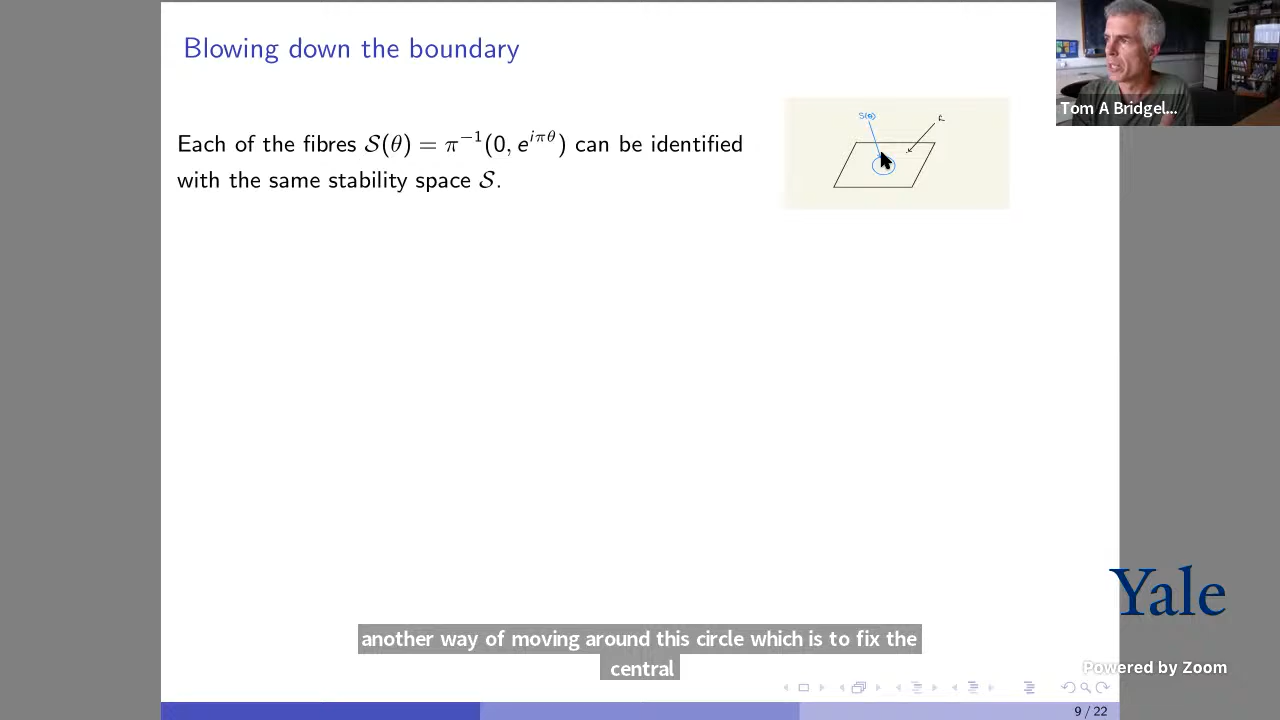 Blowing down the boundary
Tom A Bridgel...
S(θ)
R
Each of the fibres 𝒮(θ) = π⁻¹(0, e^{iπθ}) can be identified
with the same stability space 𝒮.
Yale
another way of moving around this circle which is to fix the
central
Powered by Zoom
9 / 22